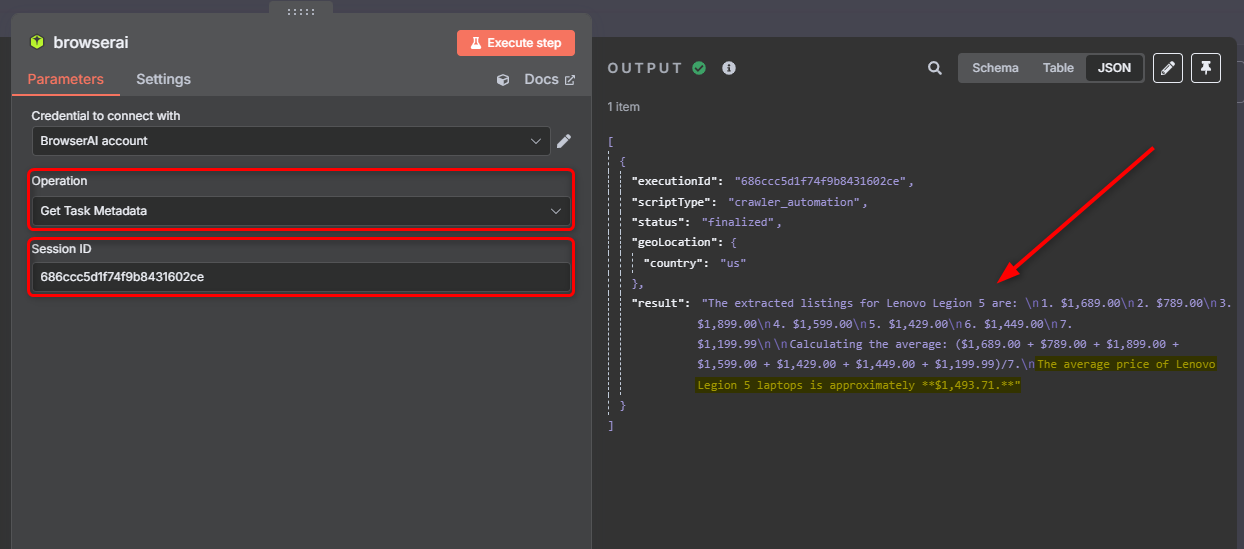 browserai
Execute step
Parameters
Settings
Docs
Credential to connect with
BrowserAI account
Operation
Get Task Metadata
Session ID
686ccc5d1f74f9b8431602ce
OUTPUT
Schema
Table
JSON
1 item
[
{
"executionId": "686ccc5d1f74f9b8431602ce",
"scriptType": "crawler_automation",
"status": "finalized",
"geoLocation": {
"country": "us"
},
"result": "The extracted listings for Lenovo Legion 5 are: \n1. $1,689.00\n2. $789.00\n3.
$1,899.00\n4. $1,599.00\n5. $1,429.00\n6. $1,449.00\n7.
$1,199.99\n\nCalculating the average: ($1,689.00 + $789.00 + $1,899.00 +
$1,599.00 + $1,429.00 + $1,449.00 + $1,199.99)/7.\nThe average price of Lenovo
Legion 5 laptops is approximately **$1,493.71.**"
}
]